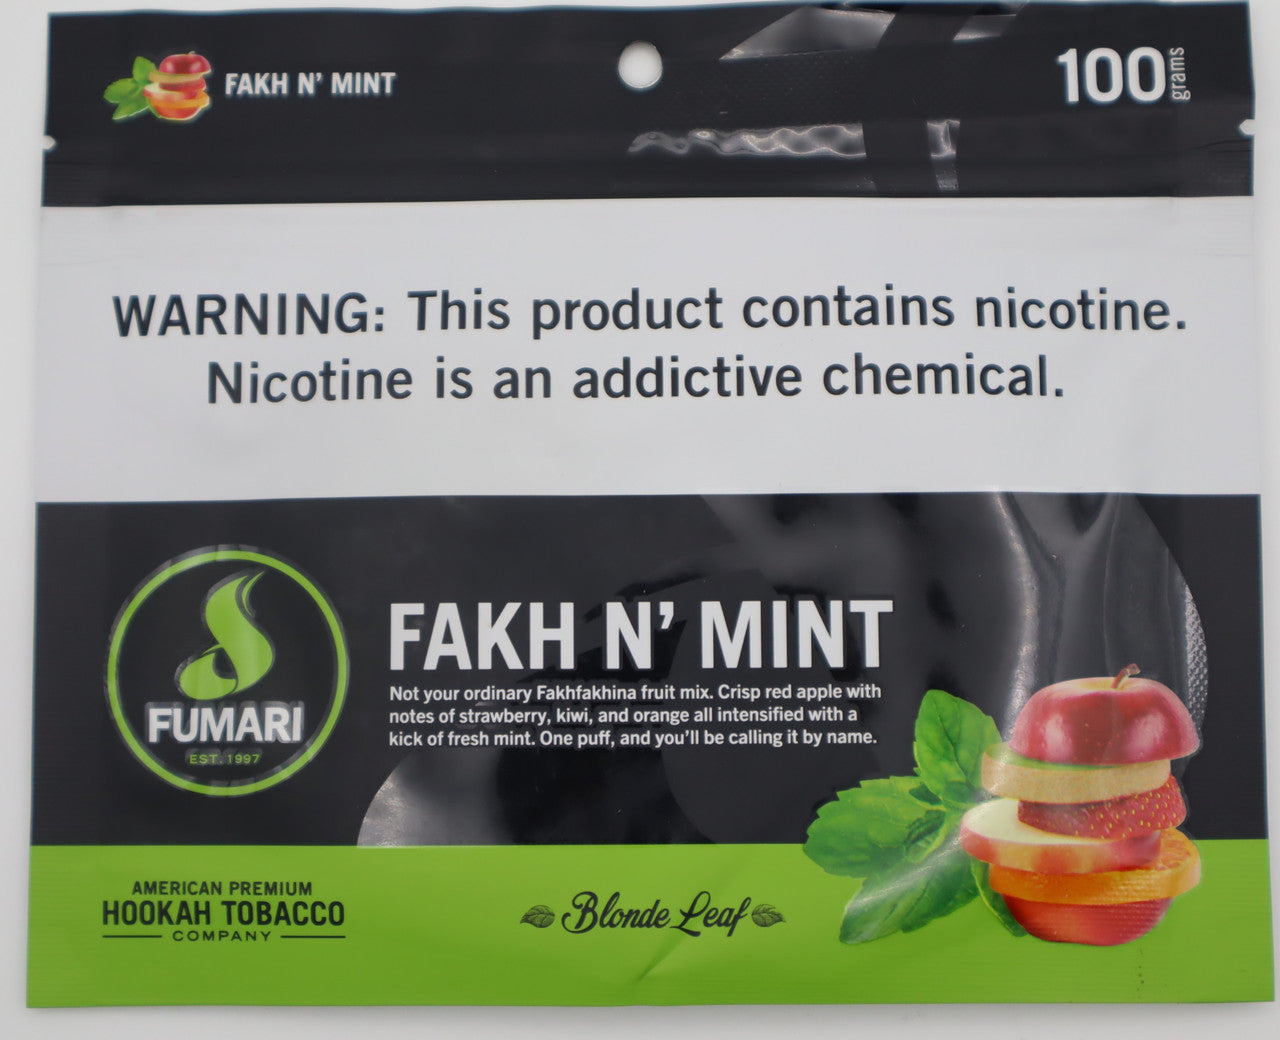 FAKH N' MINT
100 grams
WARNING: This product contains nicotine.
Nicotine is an addictive chemical.
FUMARI
EST. 1997
FAKH N' MINT
Not your ordinary Fakhfakhina fruit mix. Crisp red apple with
notes of strawberry, kiwi, and orange all intensified with a
kick of fresh mint. One puff, and you'll be calling it by name.
AMERICAN PREMIUM
HOOKAH TOBACCO
COMPANY
Blonde Leaf